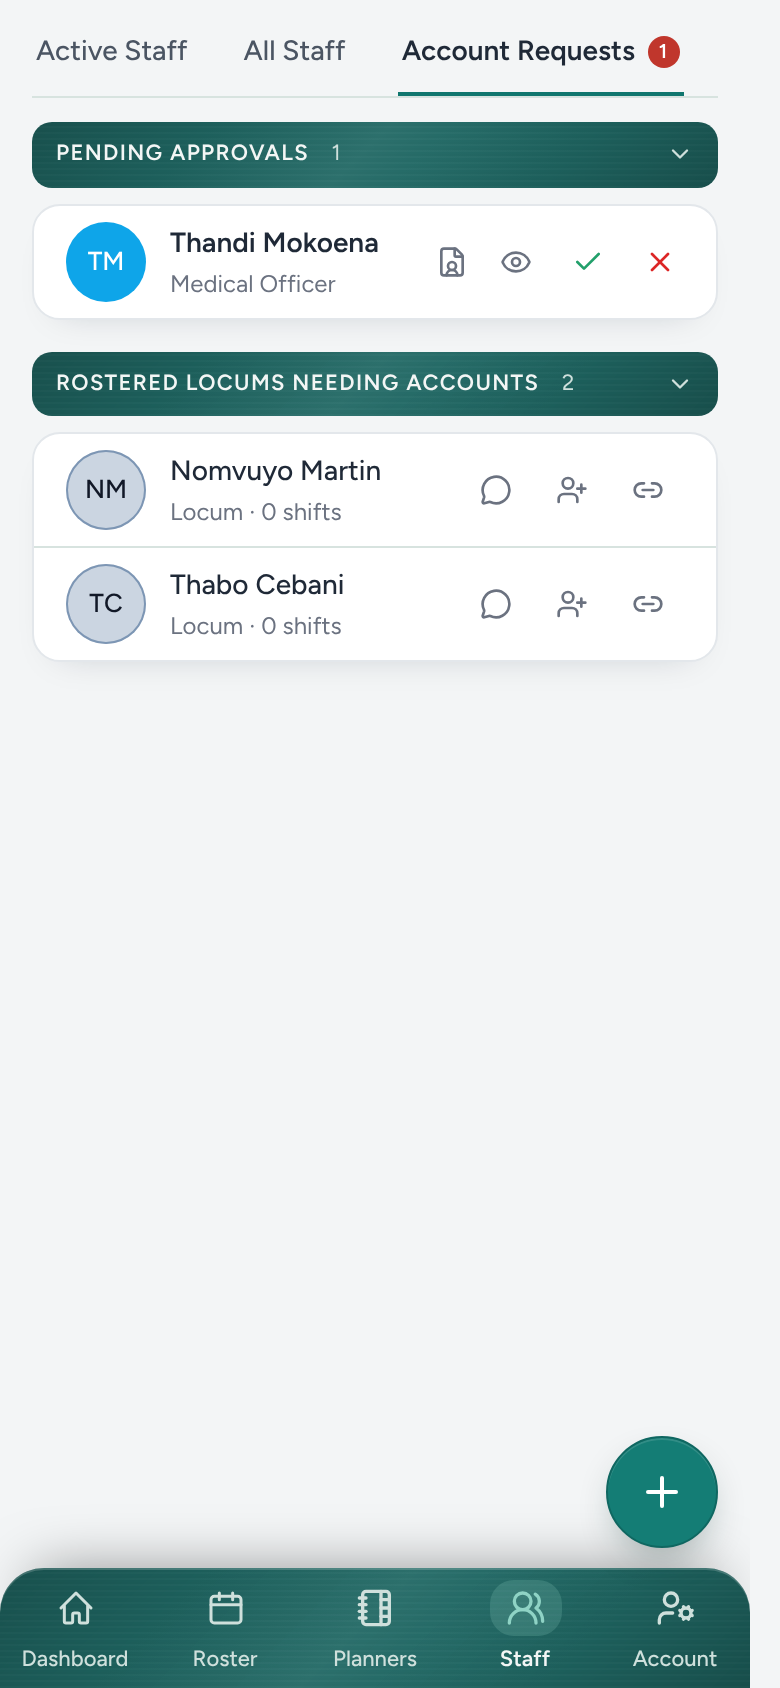 Active Staff All Staff Account Requests 1
PENDING APPROVALS 1
TM
Thandi Mokoena
Medical Officer
ROSTERED LOCUMS NEEDING ACCOUNTS 2
NM
Nomvuyo Martin
Locum · 0 shifts
TC
Thabo Cebani
Locum · 0 shifts
Dashboard Roster Planners Staff Account